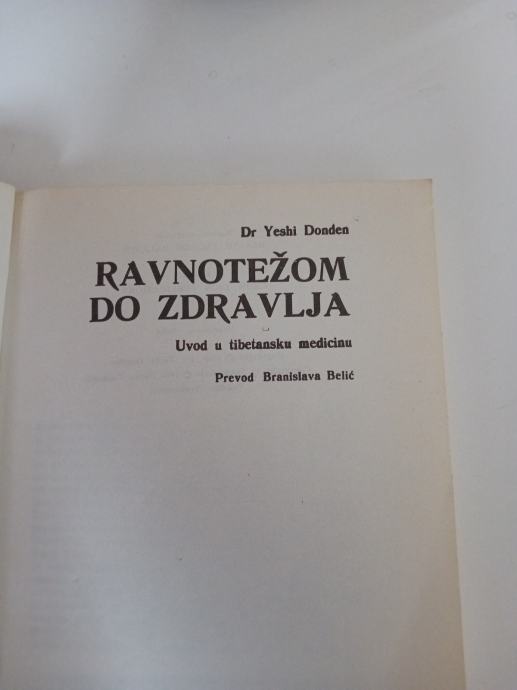 Dr Yeshi Donden
RAVNOTEŽOM
DO ZDRAVLJA
Uvod u tibetansku medicinu
Prevod Branislava Belić